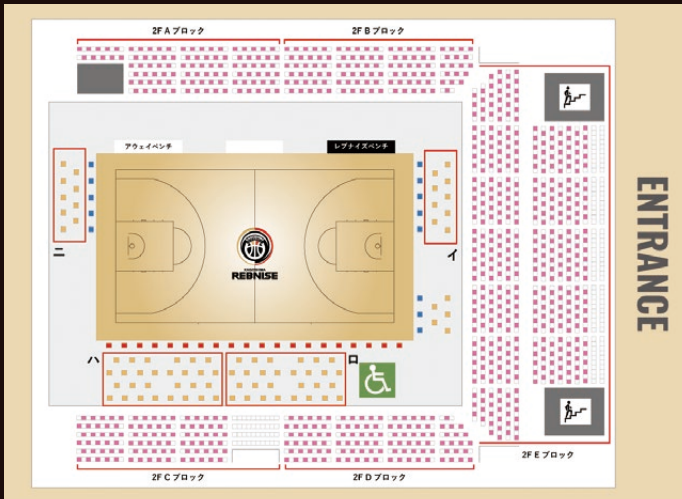 2F A ブロック
2F B ブロック
アウェイベンチ
レブナイズベンチ
ニ
イ
REBNISE
ENTRANCE
ハ
ロ
2F C ブロック
2F D ブロック
2F E ブロック